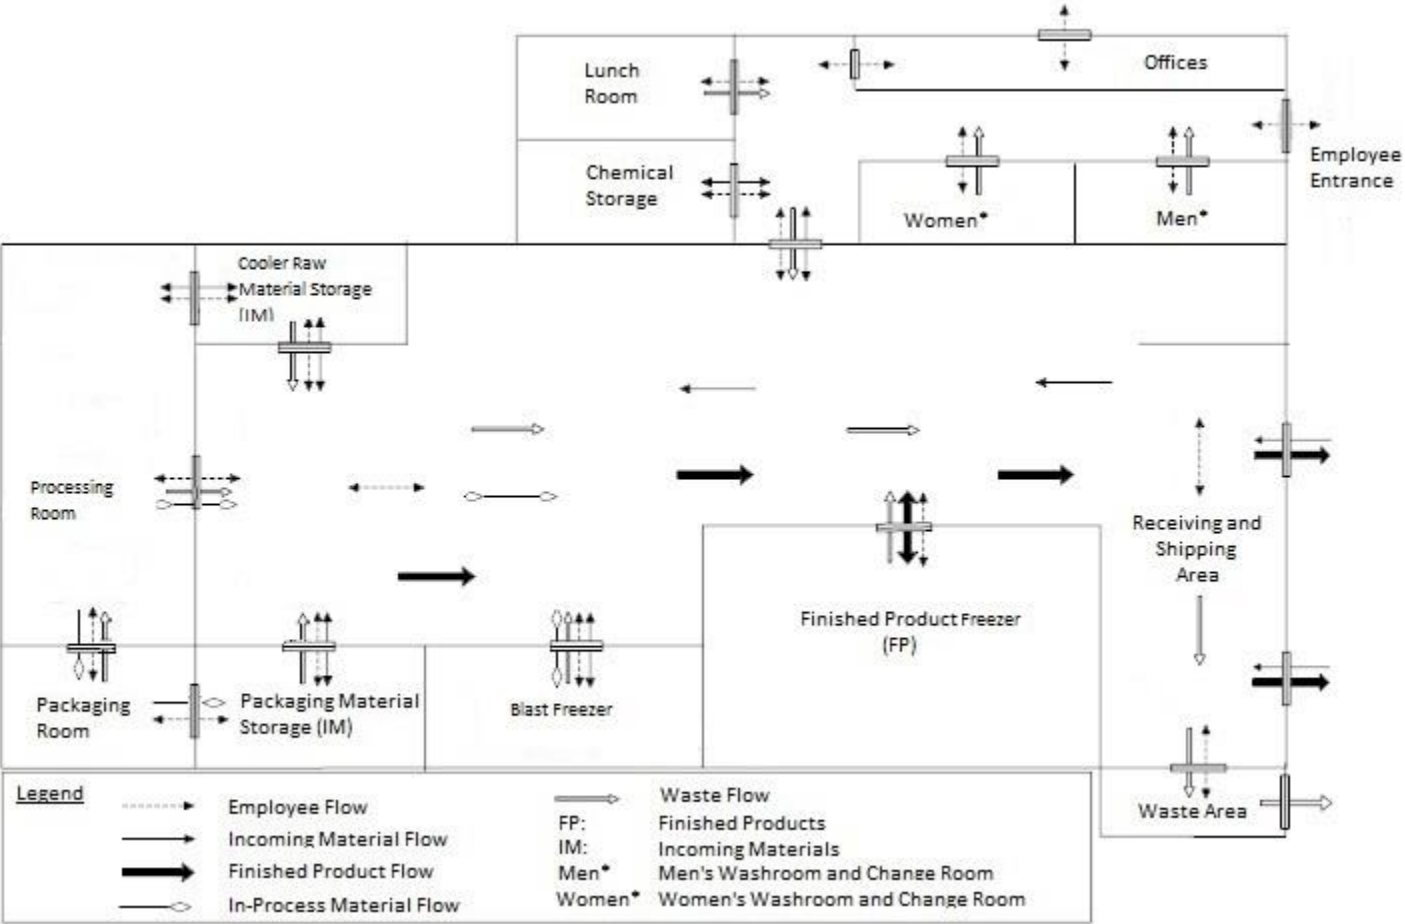 Lunch
Room
Offices
Chemical
Storage
Employee
Entrance
Women*
Men*
Cooler Raw
Material Storage
(IM)
Processing
Room
Receiving and
Shipping
Area
Finished Product Freezer
(FP)
Packaging
Room
Packaging Material
Storage (IM)
Blast Freezer
Waste Area
Legend
Employee Flow
Incoming Material Flow
Finished Product Flow
In-Process Material Flow
Waste Flow
FP: Finished Products
IM: Incoming Materials
Men* Men's Washroom and Change Room
Women* Women's Washroom and Change Room